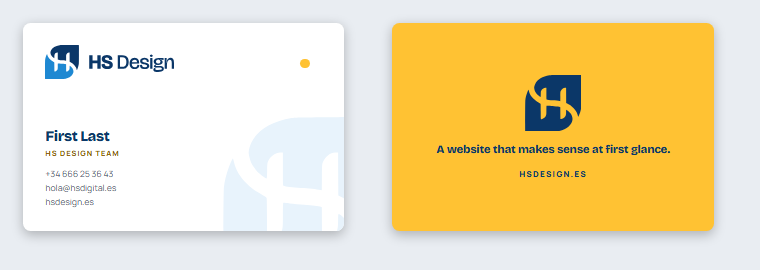 HS Design
First Last
HS DESIGN TEAM
+34 666 25 36 43
hola@hsdigital.es
hsdesign.es
A website that makes sense at first glance.
HSDESIGN.ES